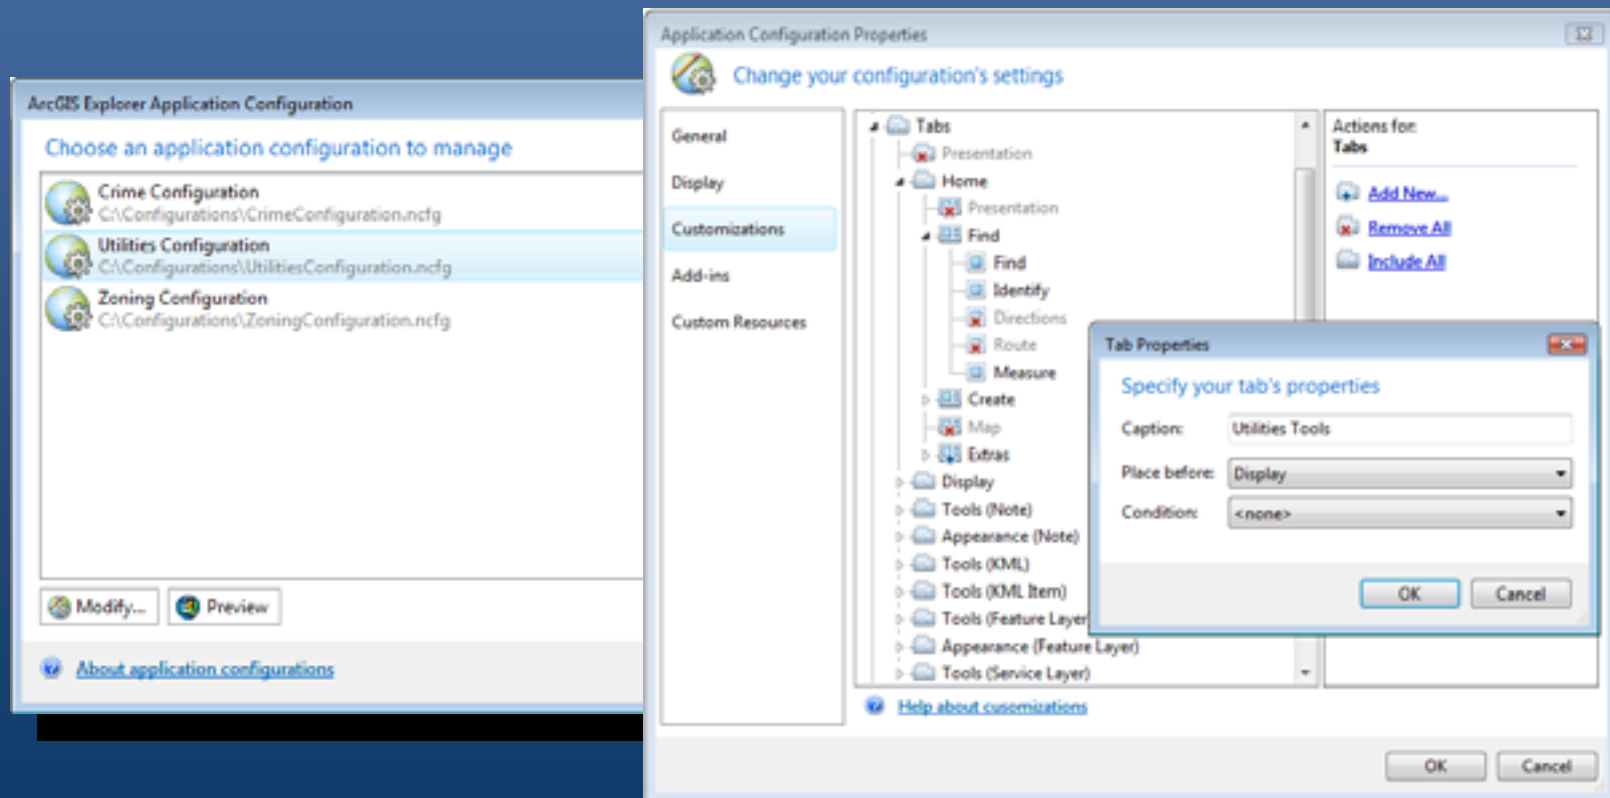 ArcGIS Explorer Application Configuration
Choose an application configuration to manage
Crime Configuration
C:\Configurations\CrimeConfiguration.ncfg
Utilities Configuration
C:\Configurations\UtilitiesConfiguration.ncfg
Zoning Configuration
C:\Configurations\ZoningConfiguration.ncfg
Modify...
Preview
About application configurations
Application Configuration Properties
Change your configuration's settings
General
Display
Customizations
Add-ins
Custom Resources
Tabs
Presentation
Home
Presentation
Find
Find
Identify
Directions
Route
Measure
Create
Map
Extras
Display
Tools (Note)
Appearance (Note)
Tools (KML)
Tools (KML Item)
Tools (Feature Layer
Appearance (Feature Layer)
Tools (Service Layer)
Help about cusomizations
Actions for:
Tabs
Add New...
Remove All
Include All
Tab Properties
Specify your tab's properties
Caption: Utilities Tools
Place before: Display
Condition: <none>
OK Cancel
OK Cancel